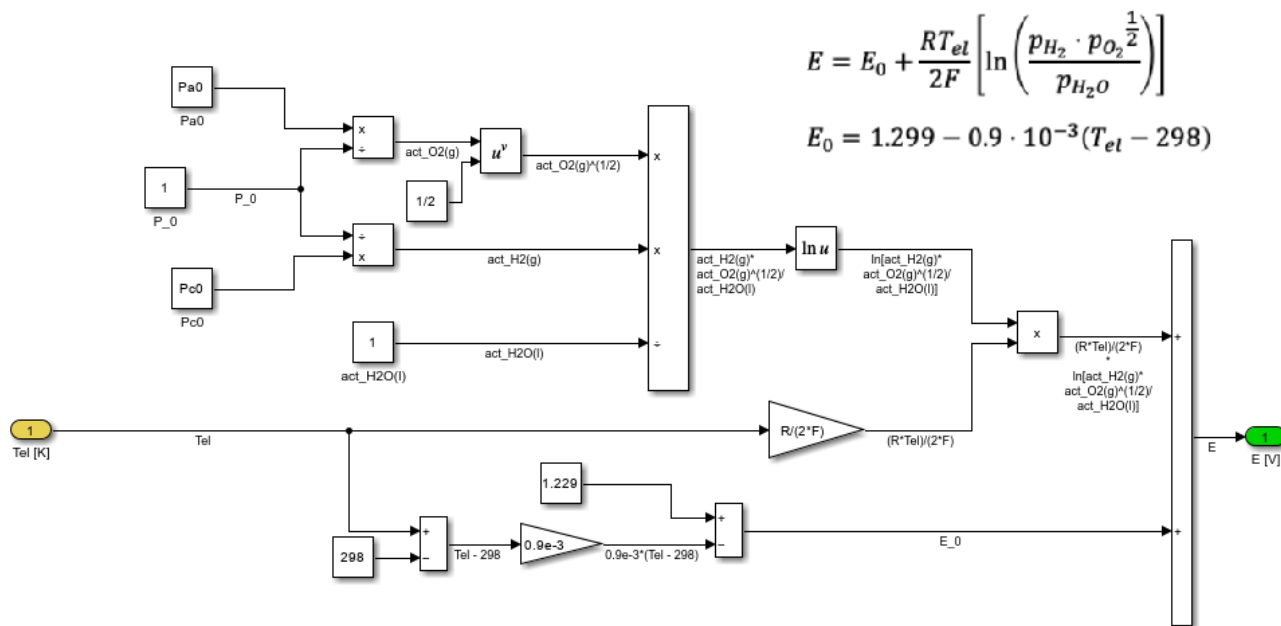 E = E₀ + \frac{RT_{el}}{2F} \left[ \ln \left( \frac{p_{H_2} \cdot p_{O_2}^{\frac{1}{2}}}{p_{H_2O}} \right) \right]
E₀ = 1.299 − 0.9 · 10⁻³(T_{el} − 298)
Pa0
Pa0
x
÷
act_O2(g)
u^v
act_O2(g)^(1/2)
x
1
P_0
P_0
1/2
÷
x
act_H2(g)
x
Pc0
Pc0
1
act_H2O(l)
act_H2O(l)
÷
act_H2(g)*
act_O2(g)^(1/2)/
act_H2O(l)
ln u
ln[act_H2(g)*
act_O2(g)^(1/2)/
act_H2O(l)]
x
(R*Tel)/(2*F)
*
ln[act_H2(g)*
act_O2(g)^(1/2)/
act_H2O(l)]
+
1
Tel [K]
Tel
R/(2*F)
(R*Tel)/(2*F)
E
1
E [V]
1.229
+
−
E_0
+
298
+
−
Tel - 298
0.9e-3
0.9e-3*(Tel - 298)